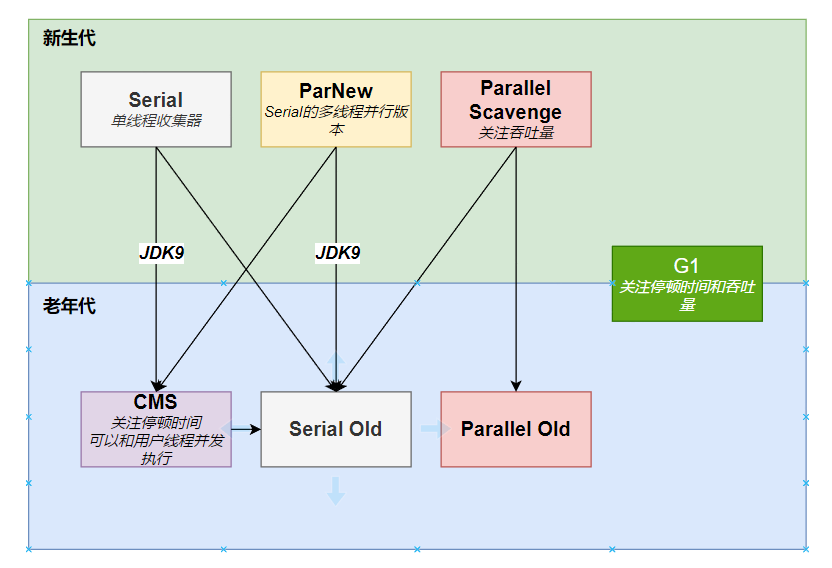 新生代
Serial
单线程收集器
ParNew
Serial的多线程并行版
本
Parallel
Scavenge
关注吞吐量
JDK9
JDK9
G1
关注停顿时间和吞吐
量
老年代
CMS
关注停顿时间
可以和用户线程并发
执行
Serial Old
Parallel Old